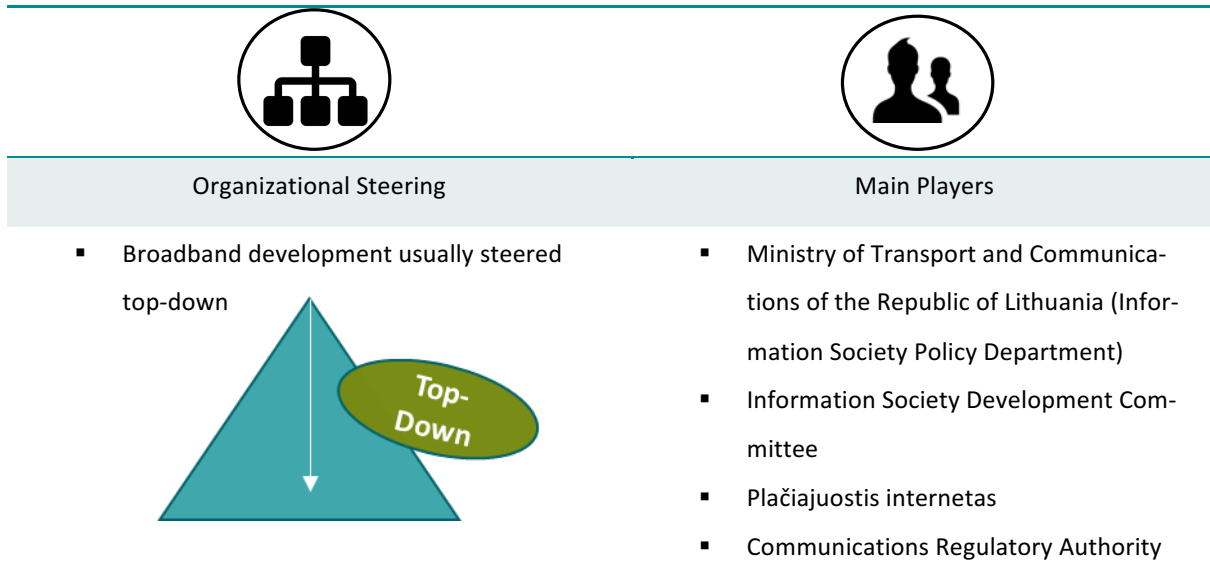 Organizational Steering
Main Players
▪ Broadband development usually steered
top-down
Top-
Down
▪ Ministry of Transport and Communica-
tions of the Republic of Lithuania (Infor-
mation Society Policy Department)
▪ Information Society Development Com-
mittee
▪ Plačiajuostis internetas
▪ Communications Regulatory Authority